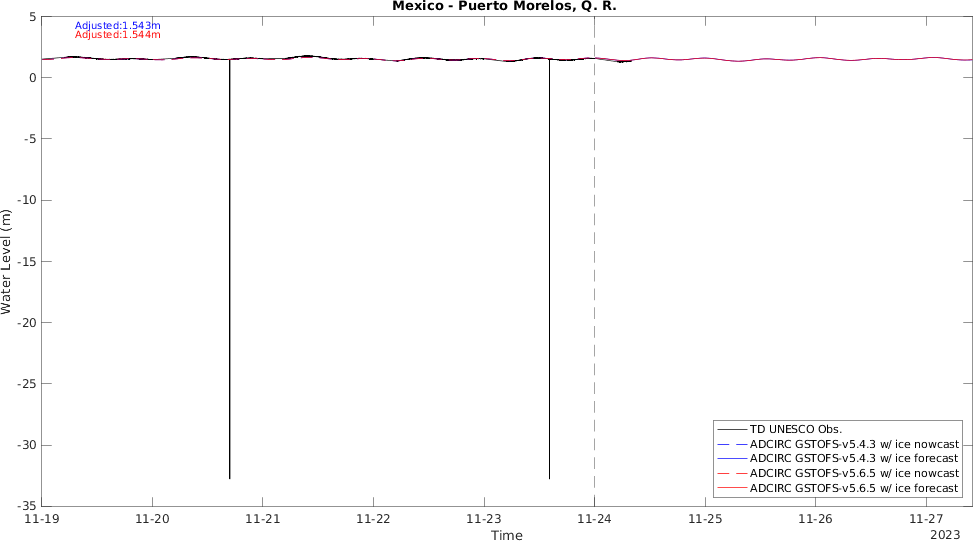 Mexico - Puerto Morelos, Q. R.
Adjusted:1.543m
Adjusted:1.544m
5
0
-5
-10
-15
-20
-25
-30
-35
Water Level (m)
TD UNESCO Obs.
ADCIRC GSTOFS-v5.4.3 w/ ice nowcast
ADCIRC GSTOFS-v5.4.3 w/ ice forecast
ADCIRC GSTOFS-v5.6.5 w/ ice nowcast
ADCIRC GSTOFS-v5.6.5 w/ ice forecast
11-19 11-20 11-21 11-22 11-23 11-24 11-25 11-26 11-27
Time
2023